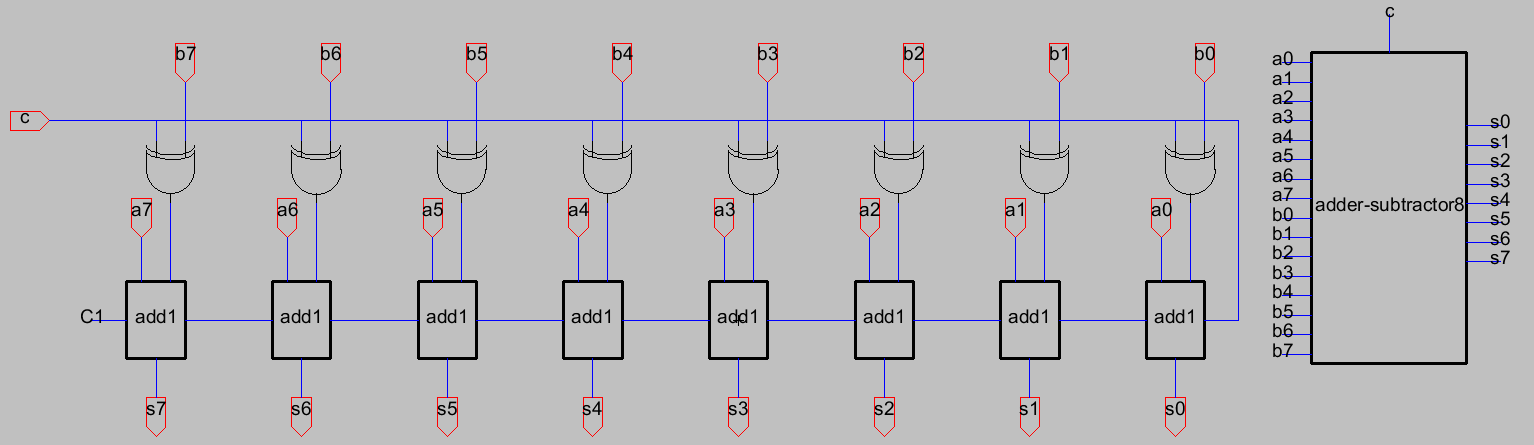 b7 b6 b5 b4 b3 b2 b1 b0
c
a7 a6 a5 a4 a3 a2 a1 a0
C1 add1 add1 add1 add1 add1 add1 add1 add1
s7 s6 s5 s4 s3 s2 s1 s0
c
a0
a1
a2
a3
a4
a5
a6
a7
b0
b1
b2
b3
b4
b5
b6
b7
adder-subtractor8
s0
s1
s2
s3
s4
s5
s6
s7